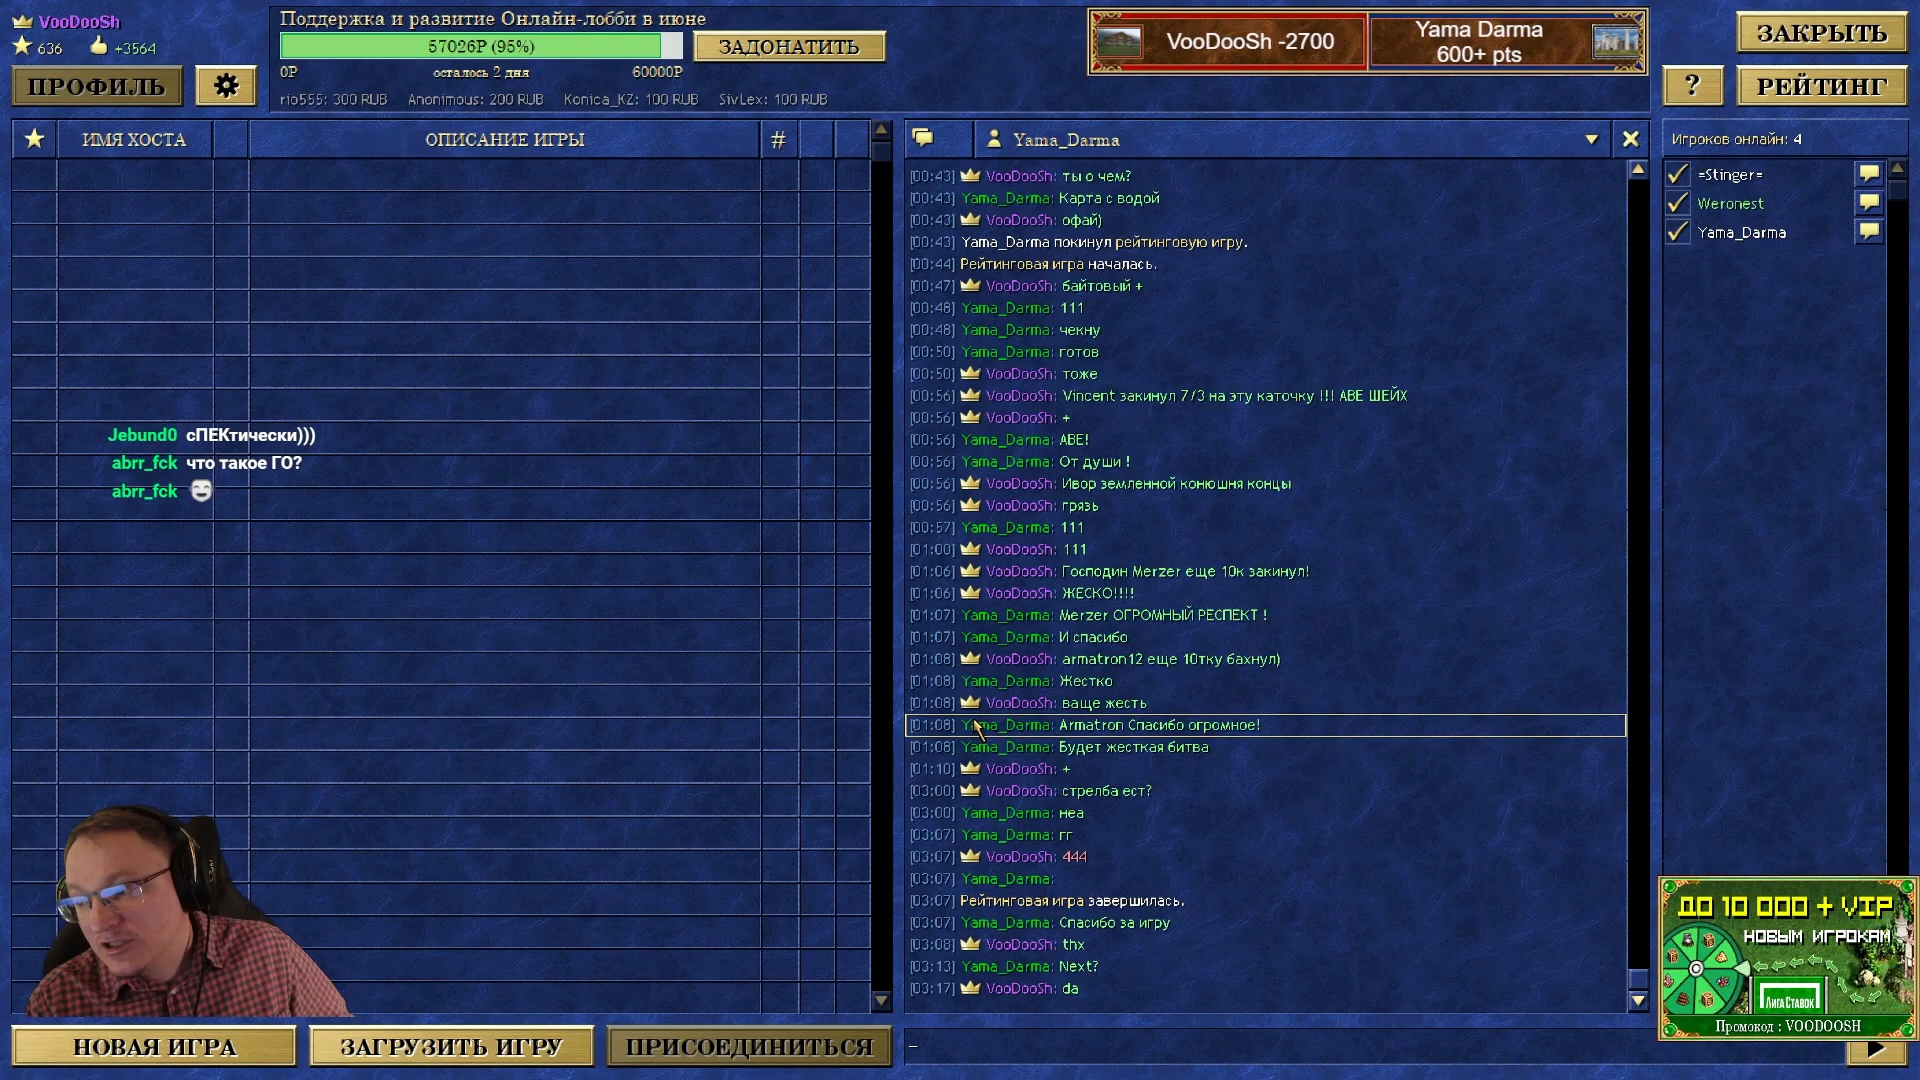 VooDooSh
636 +3564
ПРОФИЛЬ
Поддержка и развитие Онлайн-лобби в июне
57026Р (95%)
ЗАДОНАТИТЬ
0Р осталось 2 дня 60000Р
rio555: 300 RUB Anonimous: 200 RUB Konica_KZ: 100 RUB SivLex: 100 RUB
VooDooSh -2700
Yama Darma
600+ pts
ЗАКРЫТЬ
?
РЕЙТИНГ
ИМЯ ХОСТА ОПИСАНИЕ ИГРЫ #
Jebund0 сПЕКтически)))
abrr_fck что такое ГО?
abrr_fck
НОВАЯ ИГРА
ЗАГРУЗИТЬ ИГРУ
ПРИСОЕДИНИТЬСЯ
Yama_Darma
[00:43] VooDooSh: ты о чем?
[00:43] Yama_Darma: Карта с водой
[00:43] VooDooSh: офай)
[00:43] Yama_Darma покинул рейтинговую игру.
[00:44] Рейтинговая игра началась.
[00:47] VooDooSh: байтовый +
[00:48] Yama_Darma: 111
[00:48] Yama_Darma: чекну
[00:50] Yama_Darma: готов
[00:50] VooDooSh: тоже
[00:56] VooDooSh: Vincent закинул 7/3 на эту каточку !!! АВЕ ШЕЙХ
[00:56] VooDooSh: +
[00:56] Yama_Darma: АВЕ!
[00:56] Yama_Darma: От души !
[00:56] VooDooSh: Ивор земленной конюшня концы
[00:56] VooDooSh: грязь
[00:57] Yama_Darma: 111
[01:00] VooDooSh: 111
[01:06] VooDooSh: Господин Merzer еще 10к закинул!
[01:06] VooDooSh: ЖЕСКО!!!!
[01:07] Yama_Darma: Merzer ОГРОМНЫЙ РЕСПЕКТ !
[01:07] Yama_Darma: И спасибо
[01:08] VooDooSh: armatron12 еще 10тку бахнул)
[01:08] Yama_Darma: Жестко
[01:08] VooDooSh: ваще жесть
[01:08] Yama_Darma: Armatron Спасибо огромное!
[01:08] Yama_Darma: Будет жесткая битва
[01:10] VooDooSh: +
[03:00] VooDooSh: стрелба ест?
[03:00] Yama_Darma: неа
[03:07] Yama_Darma: гг
[03:07] VooDooSh: 444
[03:07] Yama_Darma:
[03:07] Рейтинговая игра завершилась.
[03:07] Yama_Darma: Спасибо за игру
[03:08] VooDooSh: thx
[03:13] Yama_Darma: Next?
[03:17] VooDooSh: da
Игроков онлайн: 4
=Stinger=
Weronest
Yama_Darma
ДО 10 000 + VIP
НОВЫМ ИГРОКАМ
ЛИГА СТАВОК
Промокод : VOODOOSH